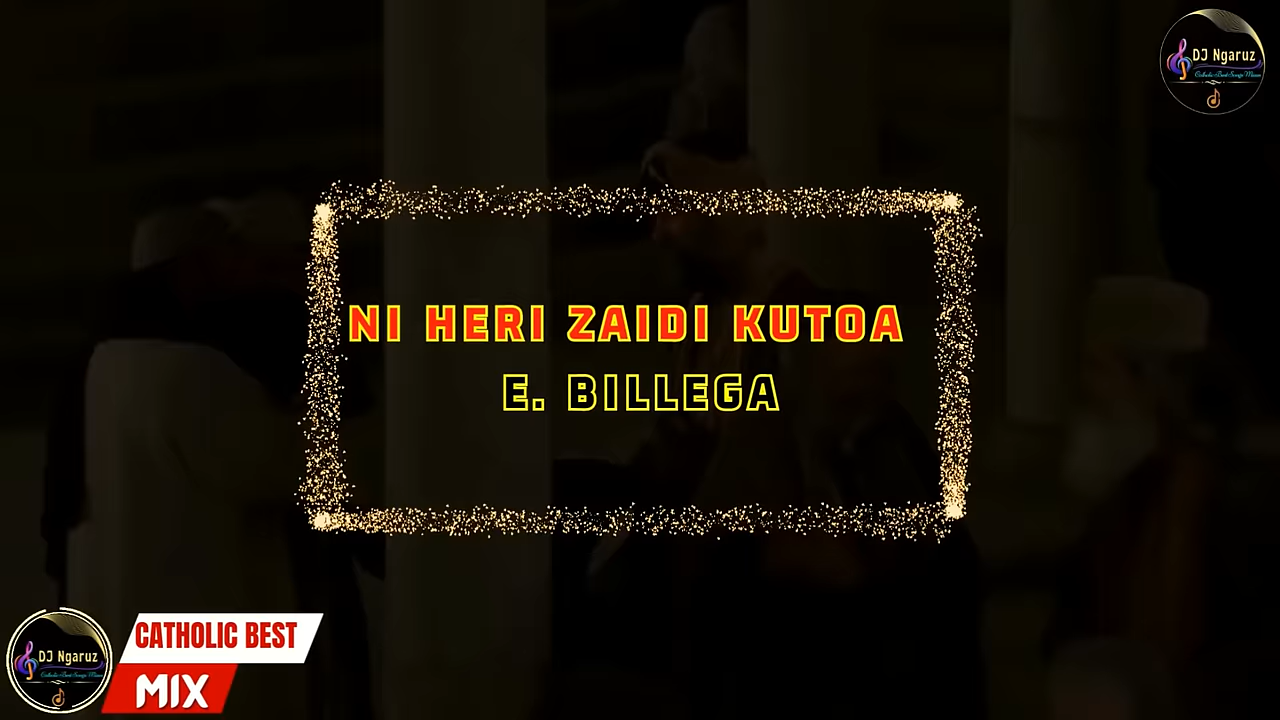 DJ Ngaruz
NI HERI ZAIDI KUTOA
E. BILLEGA
CATHOLIC BEST
MIX
DJ Ngaruz